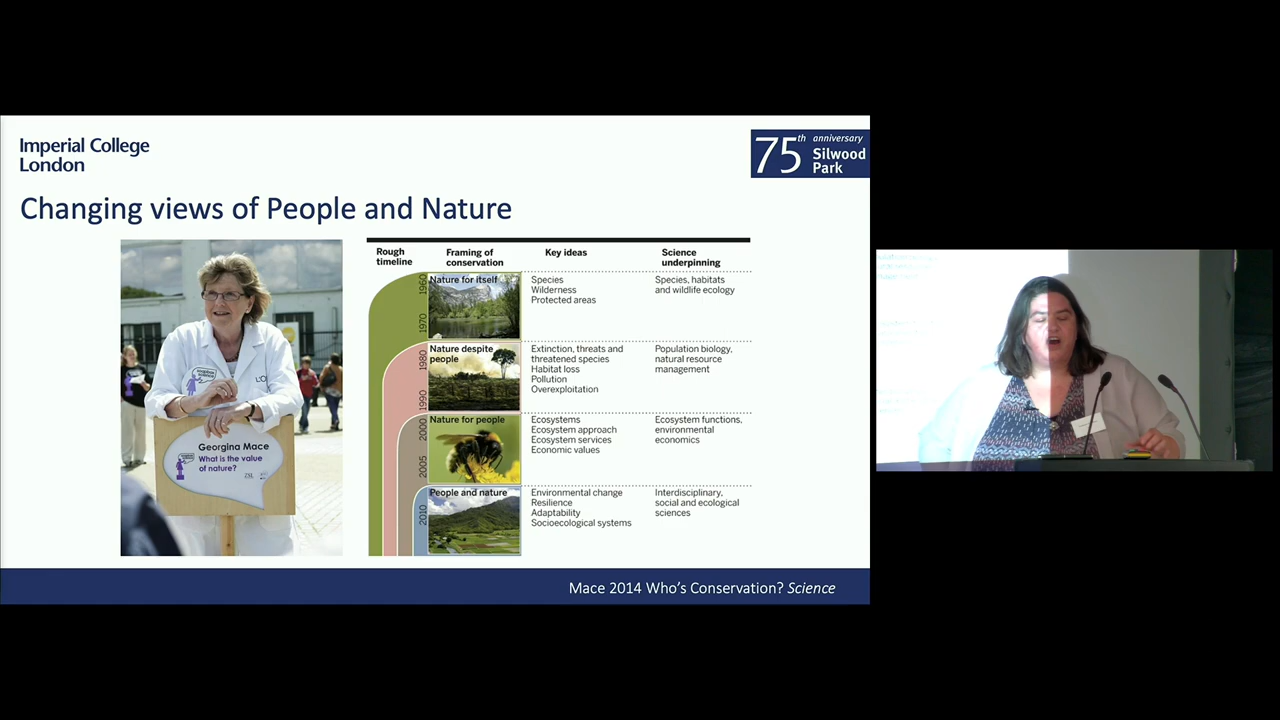 Imperial College
London
75th anniversary
Silwood
Park
Changing views of People and Nature
Georgina Mace
What is the value
of nature?
Rough
timeline
Framing of
conservation
Key ideas
Science
underpinning
1960
1970
Nature for itself
Species
Wilderness
Protected areas
Species, habitats
and wildlife ecology
1980
1990
Nature despite
people
Extinction, threats and
threatened species
Habitat loss
Pollution
Overexploitation
Population biology,
natural resource
management
2000
2005
Nature for people
Ecosystems
Ecosystem approach
Ecosystem services
Economic values
Ecosystem functions,
environmental
economics
2010
People and nature
Environmental change
Resilience
Adaptability
Socioecological systems
Interdisciplinary,
social and ecological
sciences
Mace 2014 Who's Conservation? Science